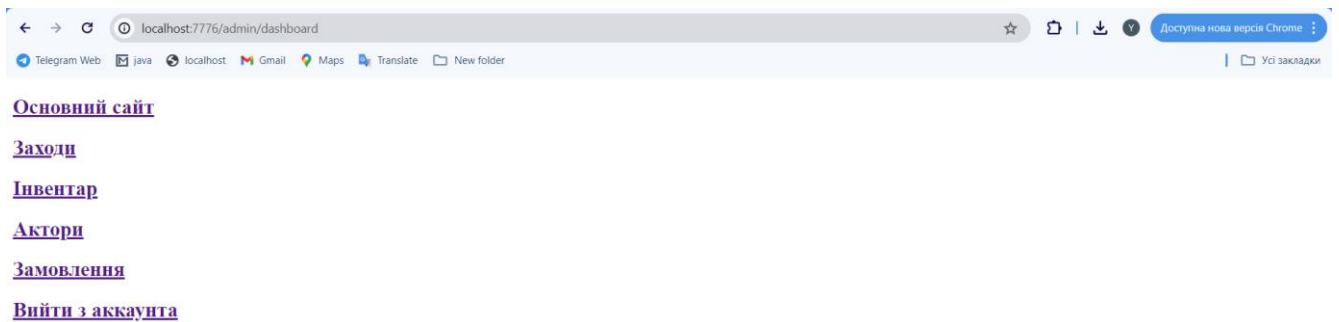 localhost:7776/admin/dashboard
Y
Доступна нова версія Chrome
Telegram Web java localhost Gmail Maps Translate New folder Усі закладки
Основний сайт
Заходи
Інвентар
Актори
Замовлення
Вийти з аккаунта